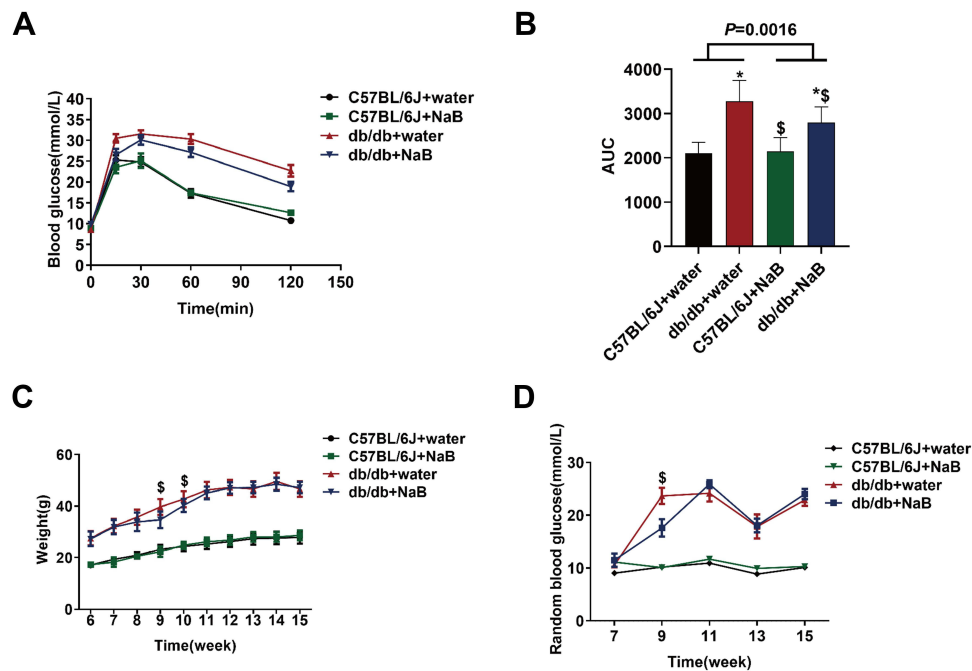 A
Blood glucose(mmol/L)
40
35
30
25
20
15
10
5
0
30
60
90
120
150
Time(min)
C57BL/6J+water
C57BL/6J+NaB
db/db+water
db/db+NaB
B
P=0.0016
AUC
4000
3000
2000
1000
0
*
$
*$
C57BL/6J+water
db/db+water
C57BL/6J+NaB
db/db+NaB
C
Weight(g)
60
40
20
0
$ $
6 7 8 9 10 11 12 13 14 15
Time(week)
C57BL/6J+water
C57BL/6J+NaB
db/db+water
db/db+NaB
D
Random blood glucose(mmol/L)
30
20
10
0
$
7 9 11 13 15
Time(week)
C57BL/6J+water
C57BL/6J+NaB
db/db+water
db/db+NaB